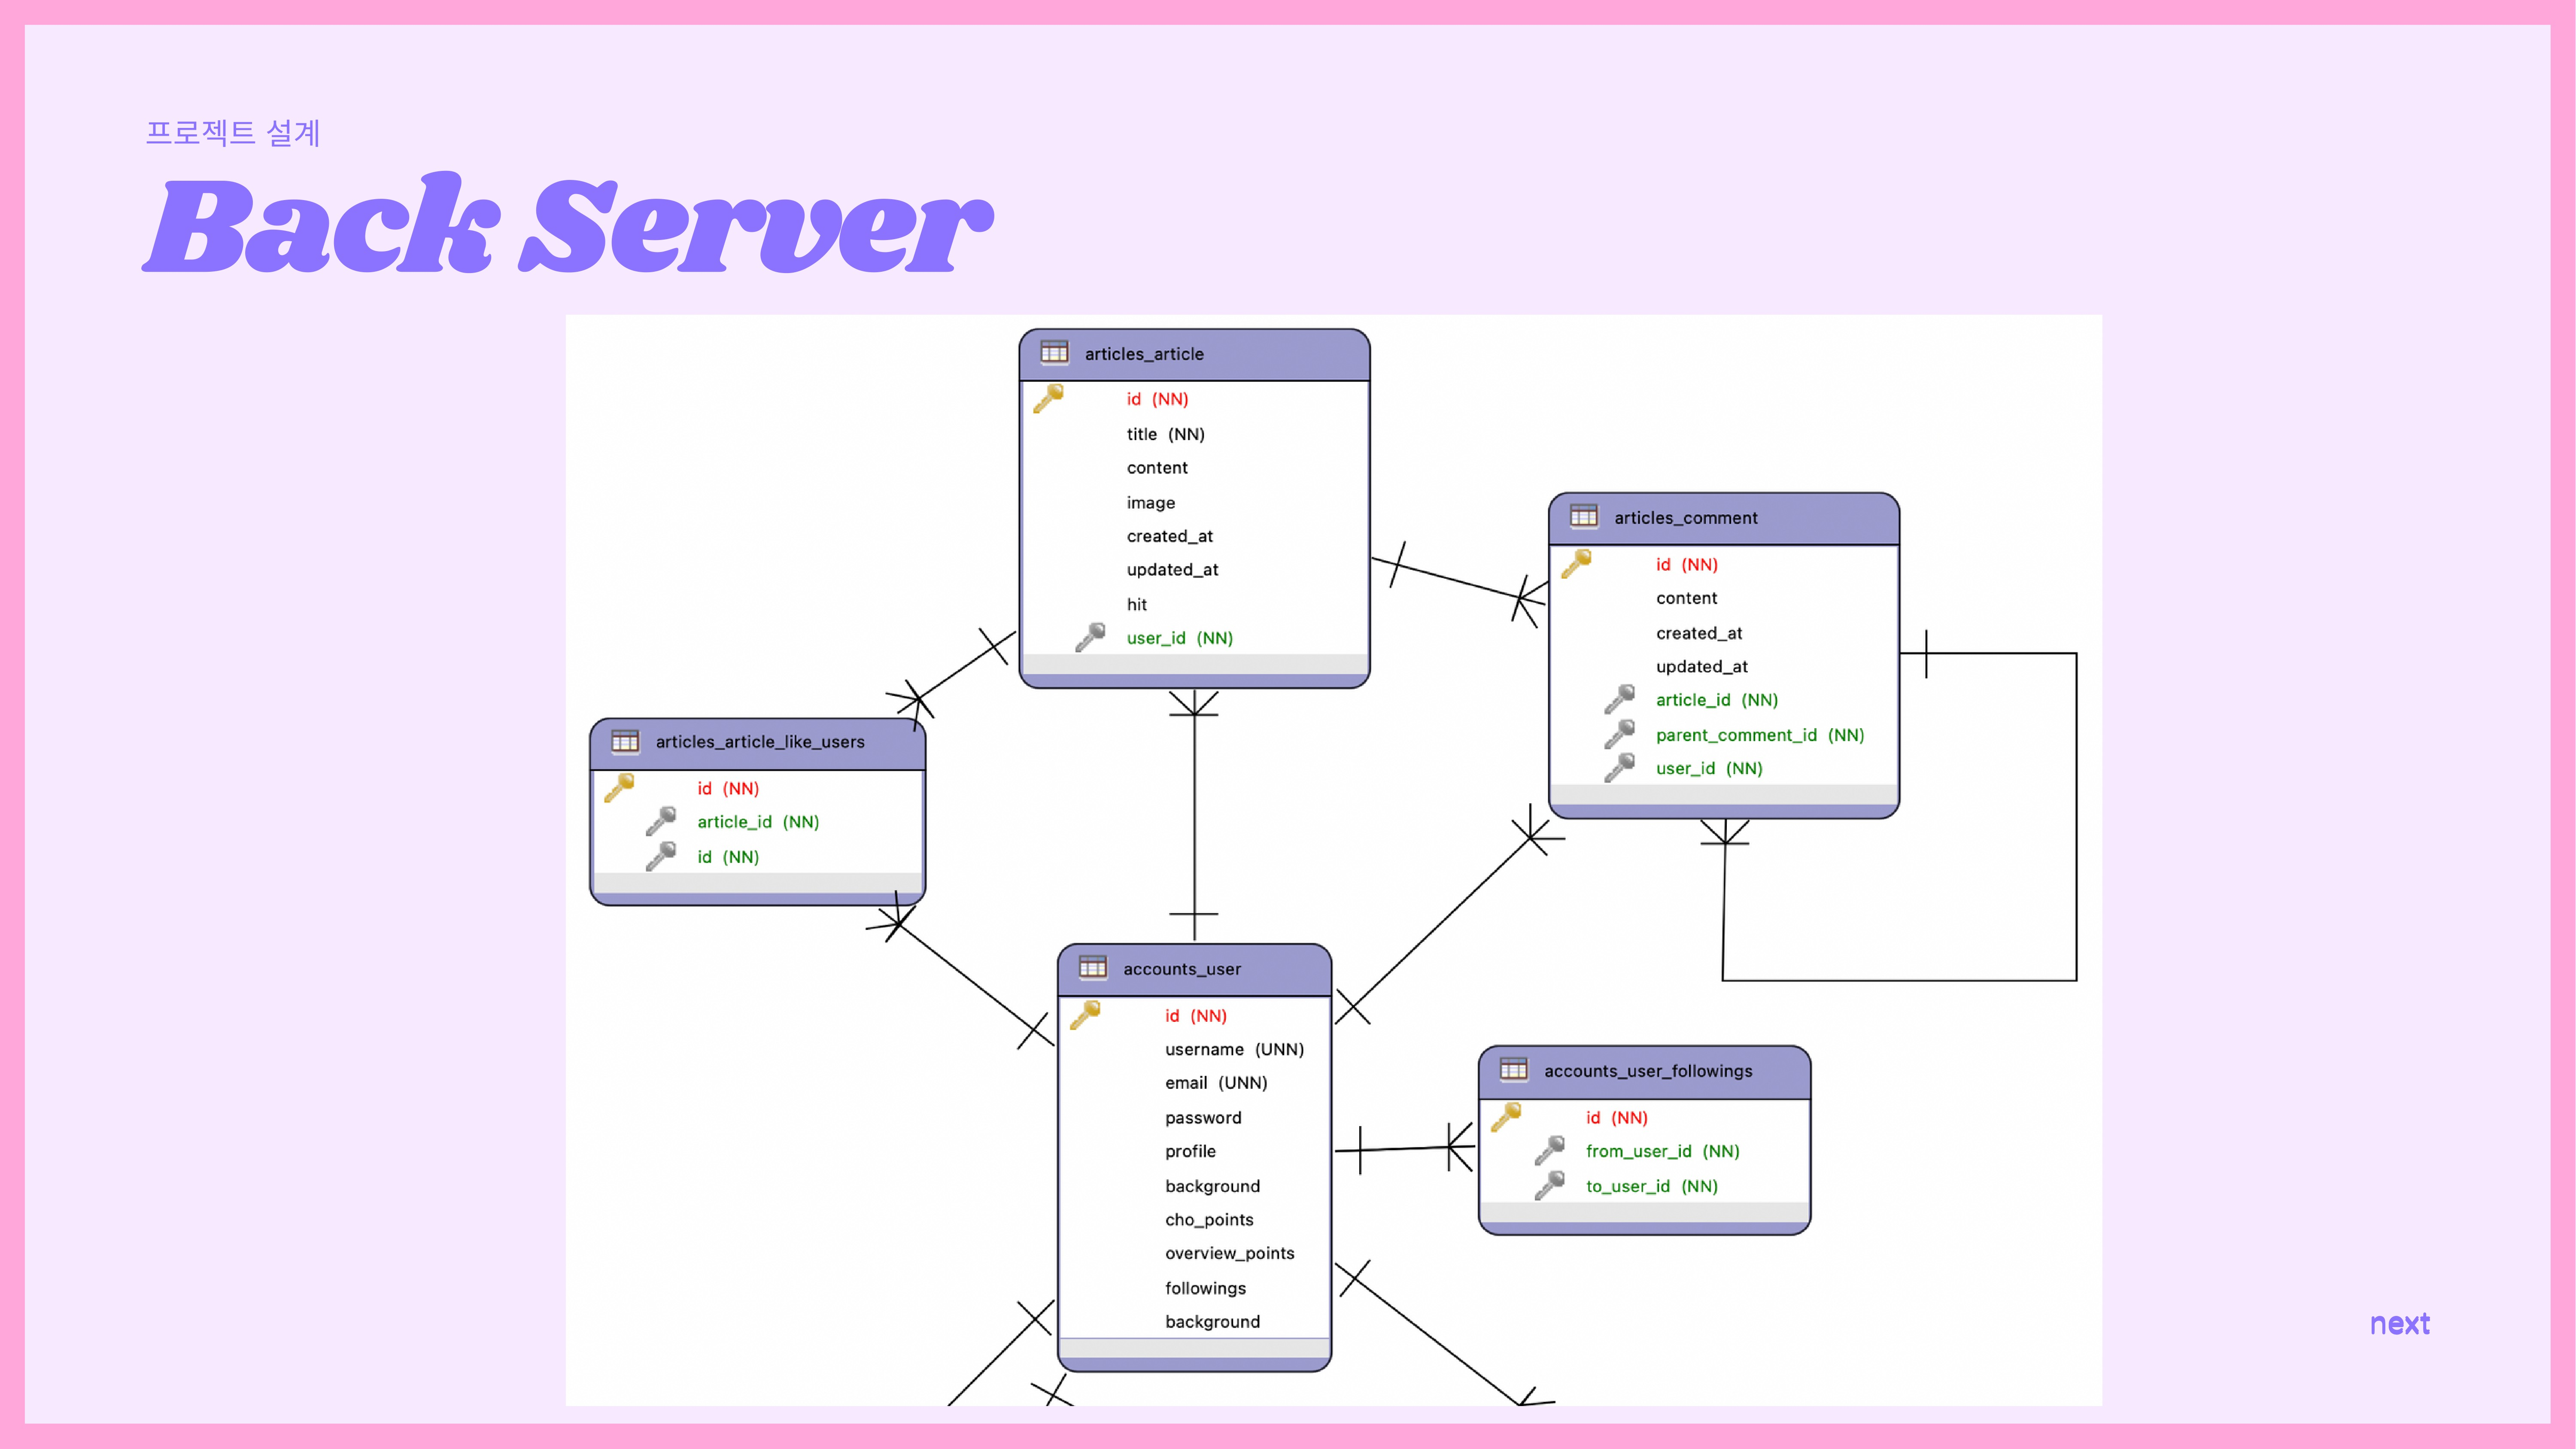 프로젝트 설계
Back Server
articles_article
id (NN)
title (NN)
content
image
created_at
updated_at
hit
user_id (NN)
articles_comment
id (NN)
content
created_at
updated_at
article_id (NN)
parent_comment_id (NN)
user_id (NN)
articles_article_like_users
id (NN)
article_id (NN)
id (NN)
accounts_user
id (NN)
username (UNN)
email (UNN)
password
profile
background
cho_points
overview_points
followings
background
accounts_user_followings
id (NN)
from_user_id (NN)
to_user_id (NN)
next